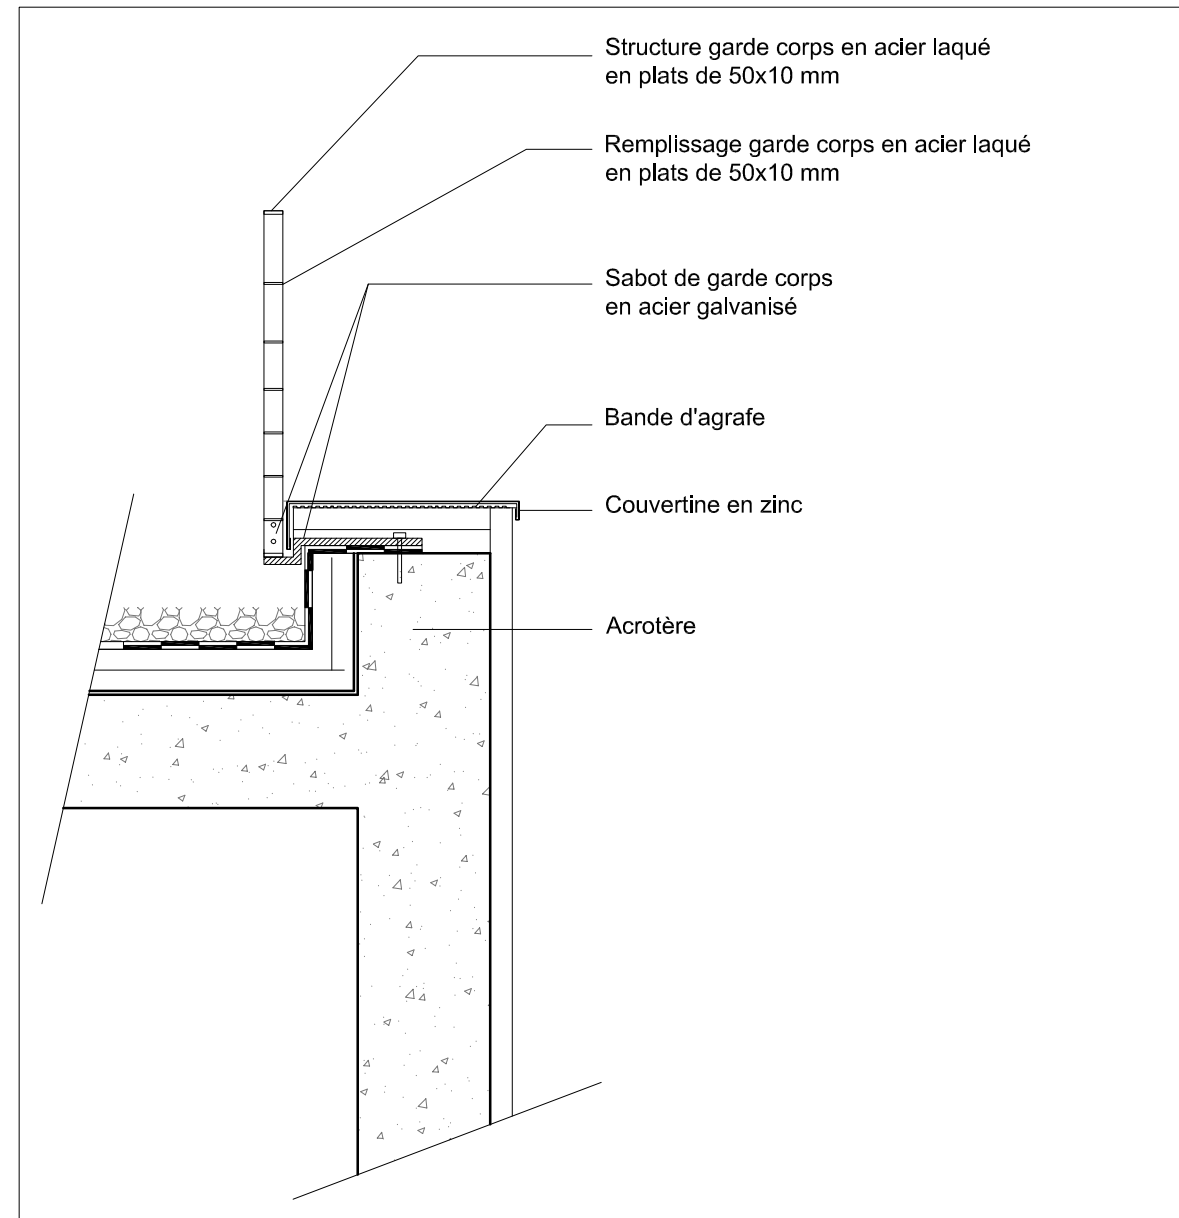 Structure garde corps en acier laqué
en plats de 50x10 mm
Remplissage garde corps en acier laqué
en plats de 50x10 mm
Sabot de garde corps
en acier galvanisé
Bande d'agrafe
Couvertine en zinc
Acrotère